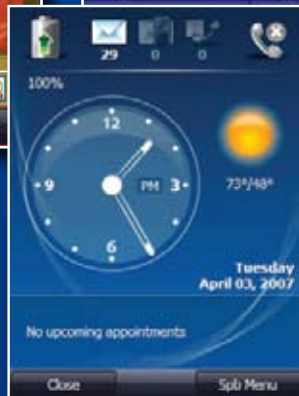 29 0 0
100%
12
9 PM 3
73°/48°
6
Tuesday
April 03, 2007
No upcoming appointments
Close Spb Menu